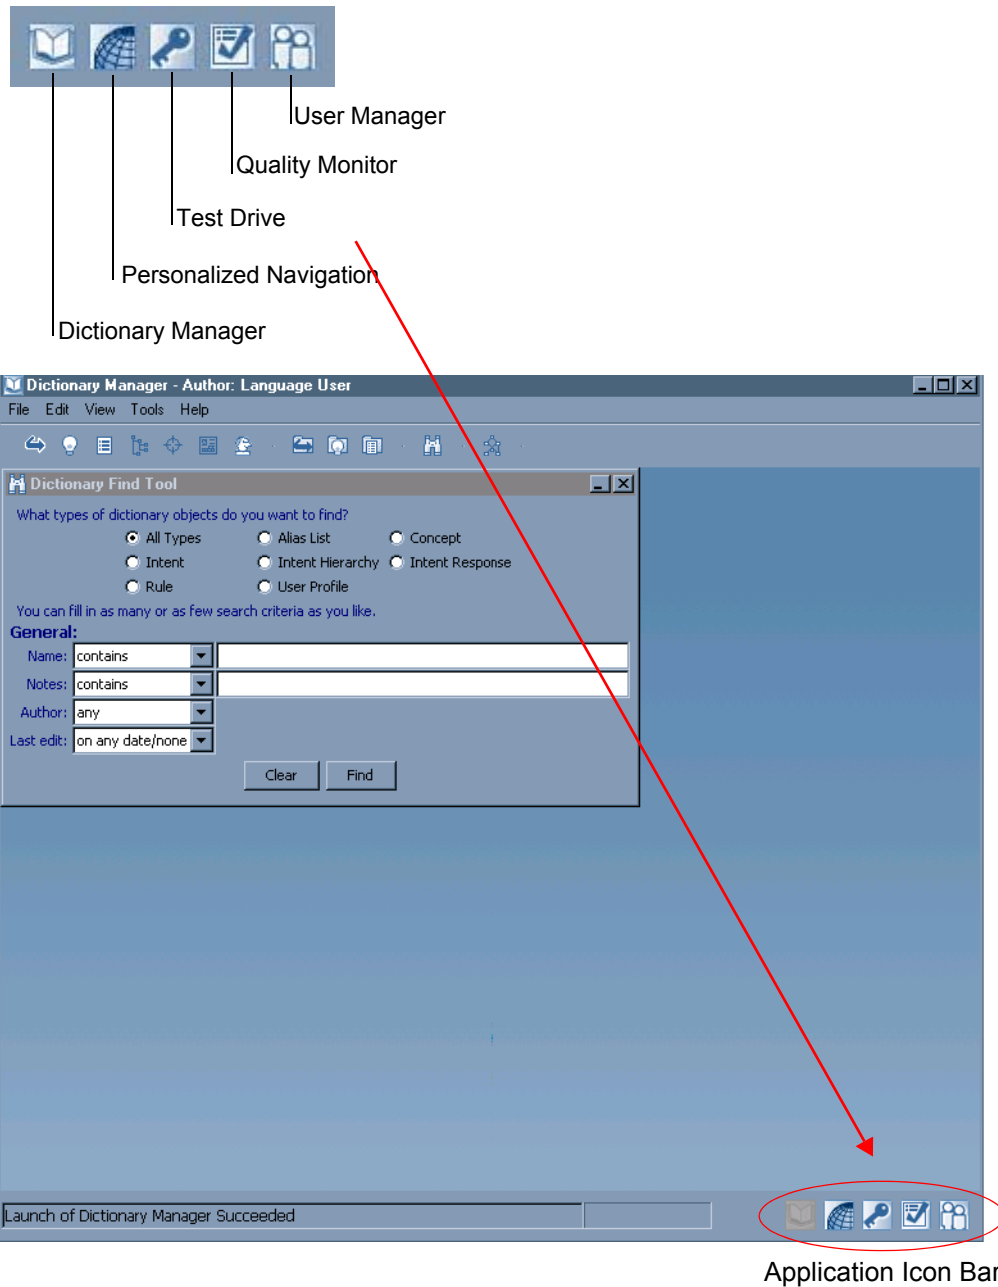 User Manager
Quality Monitor
Test Drive
Personalized Navigation
Dictionary Manager
Dictionary Manager - Author: Language User
File Edit View Tools Help
Dictionary Find Tool
What types of dictionary objects do you want to find?
All Types Alias List Concept
Intent Intent Hierarchy Intent Response
Rule User Profile
You can fill in as many or as few search criteria as you like.
General:
Name: contains
Notes: contains
Author: any
Last edit: on any date/none
Clear Find
Launch of Dictionary Manager Succeeded
Application Icon Bar